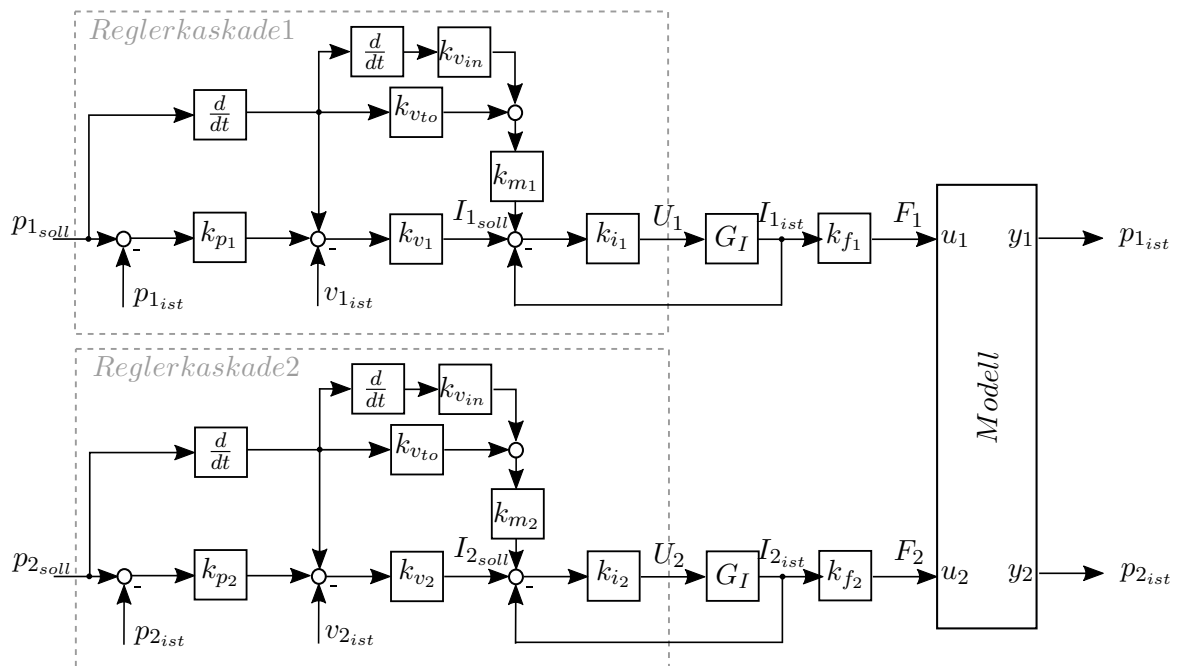 Reglerkaskade1
d/dt
k_{v_{in}}
d/dt
k_{v_{to}}
k_{m_1}
p_{1_{soll}}
-
k_{p_1}
-
k_{v_1}
I_{1_{soll}}
-
k_{i_1}
U_1
G_I
I_{1_{ist}}
k_{f_1}
F_1
u_1
y_1
p_{1_{ist}}
p_{1_{ist}}
v_{1_{ist}}
Modell
Reglerkaskade2
d/dt
k_{v_{in}}
d/dt
k_{v_{to}}
k_{m_2}
p_{2_{soll}}
-
k_{p_2}
-
k_{v_2}
I_{2_{soll}}
-
k_{i_2}
U_2
G_I
I_{2_{ist}}
k_{f_2}
F_2
u_2
y_2
p_{2_{ist}}
p_{2_{ist}}
v_{2_{ist}}